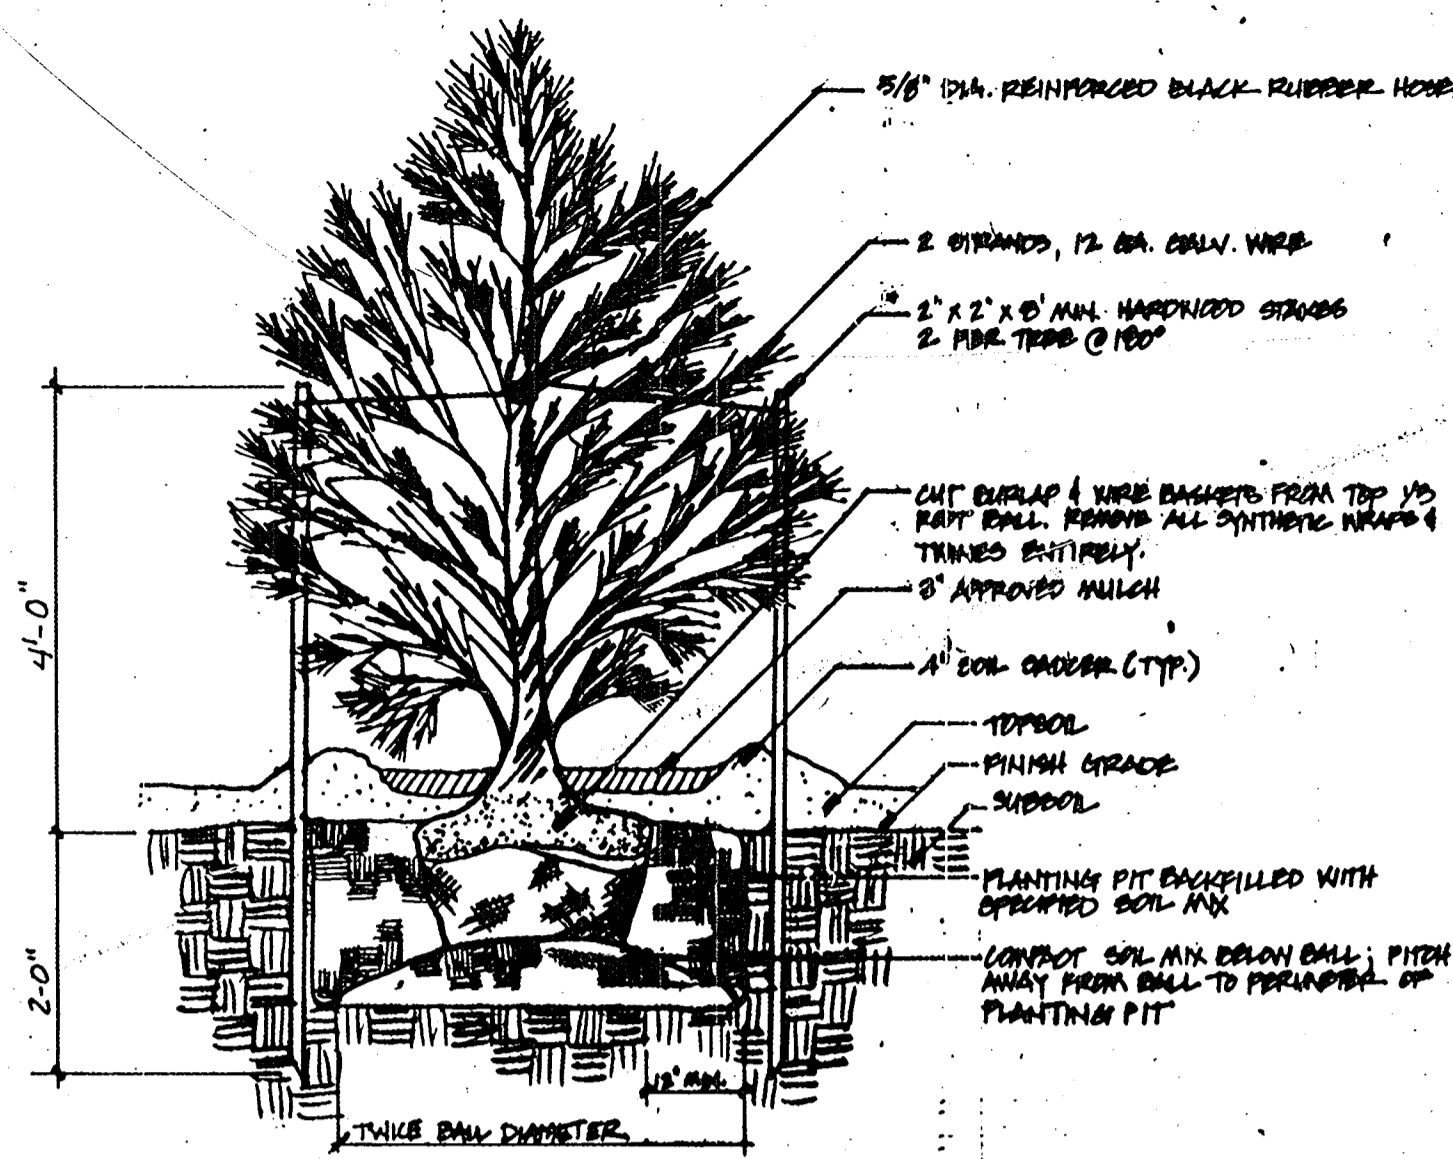 5/8" DIA. REINFORCED BLACK RUBBER HOSE
2 STRANDS, 12 GA. GALV. WIRE
2" X 2" X 8' MIN. HARDWOOD STAKES
2 PER TREE @ 180°
CUT BURLAP & WIRE BASKETS FROM TOP 1/3
ROOT BALL. REMOVE ALL SYNTHETIC WRAPS &
TWINES ENTIRELY.
3" APPROVED MULCH
4" SOIL SAUCER (TYP.)
TOPSOIL
FINISH GRADE
SUBSOIL
PLANTING PIT BACKFILLED WITH
SPECIFIED SOIL MIX
COMPACT SOIL MIX BELOW BALL; PITCH
AWAY FROM BALL TO PERIMETER OF
PLANTING PIT
4'-0"
2'-0"
12" MIN.
TWICE BALL DIAMETER